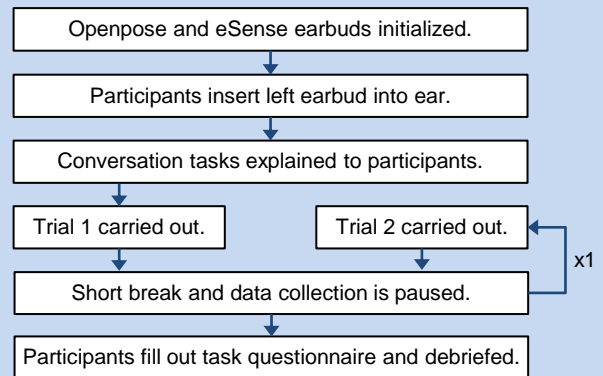 Openpose and eSense earbuds initialized.
Participants insert left earbud into ear.
Conversation tasks explained to participants.
Trial 1 carried out.
Trial 2 carried out.
x1
Short break and data collection is paused.
Participants fill out task questionnaire and debriefed.